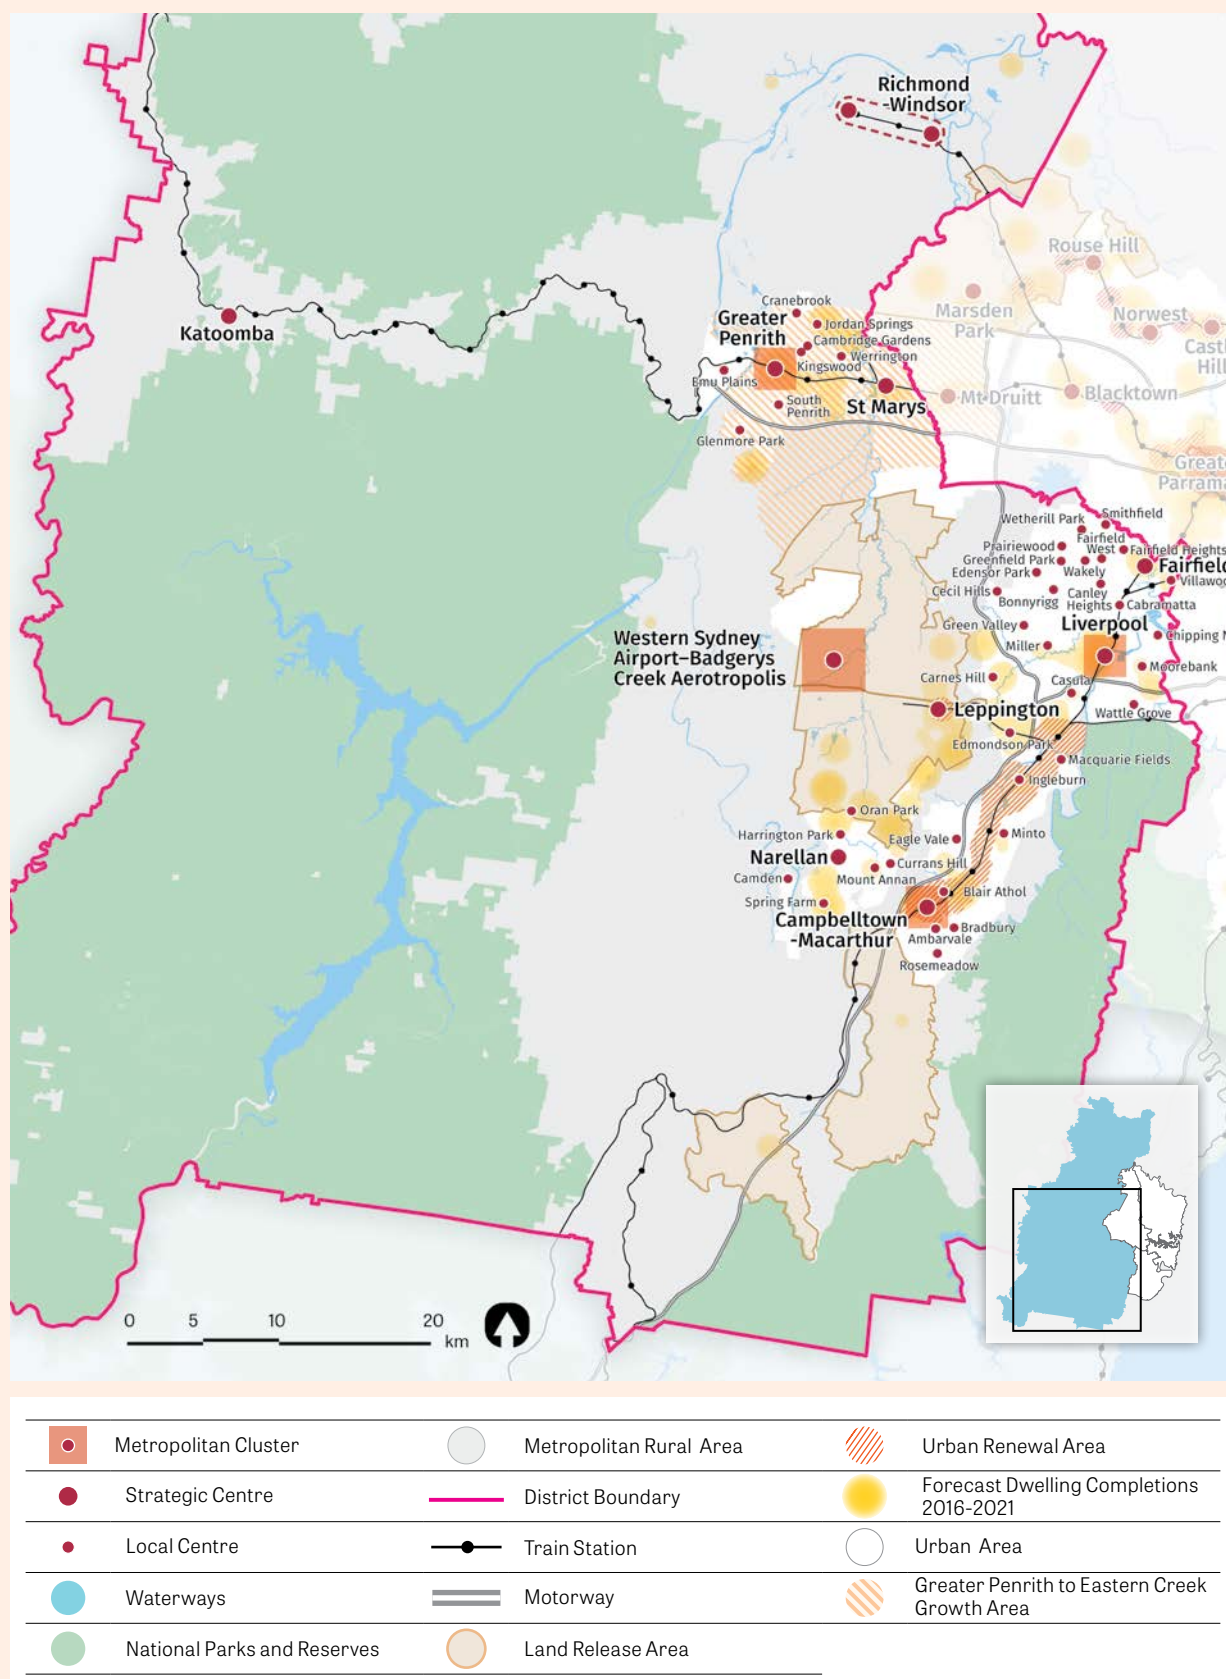 Richmond
-Windsor
Rouse Hill
Marsden
Park
Norwest
Katoomba
Cranebrook
Greater
Penrith
Jordan Springs
Cambridge Gardens
Werrington
Kingswood
Emu Plains
South
Penrith
St Marys
Mt Druitt
Blacktown
Glenmore Park
Wetherill Park
Smithfield
Fairfield
West
Prairiewood
Fairfield Heights
Greenfield Park
Fairfield
Edensor Park
Wakely
Cecil Hills
Bonnyrigg
Canley
Heights
Cabramatta
Green Valley
Liverpool
Miller
Moorebank
Western Sydney
Airport–Badgerys
Creek Aerotropolis
Carnes Hill
Casula
Leppington
Wattle Grove
Edmondson Park
Macquarie Fields
Ingleburn
Oran Park
Harrington Park
Eagle Vale
Minto
Narellan
Currans Hill
Camden
Mount Annan
Blair Athol
Spring Farm
Campbelltown
-Macarthur
Bradbury
Ambarvale
Rosemeadow
0 5 10 20
km
Metropolitan Cluster
Metropolitan Rural Area
Urban Renewal Area
Strategic Centre
District Boundary
Forecast Dwelling Completions
2016-2021
Local Centre
Train Station
Urban Area
Waterways
Motorway
Greater Penrith to Eastern Creek
Growth Area
National Parks and Reserves
Land Release Area